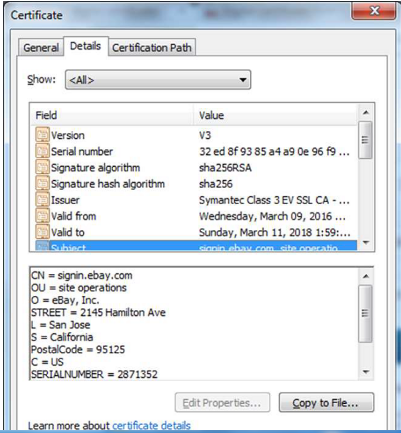 Certificate
General Details Certification Path
Show: <All>
Field Value
Version V3
Serial number 32 ed 8f 93 85 a4 a9 0e 96 f9 ...
Signature algorithm sha256RSA
Signature hash algorithm sha256
Issuer Symantec Class 3 EV SSL CA - ...
Valid from Wednesday, March 09, 2016 ...
Valid to Sunday, March 11, 2018 1:59:...
Subject signin.ebay.com, site operatio...
CN = signin.ebay.com
OU = site operations
O = eBay, Inc.
STREET = 2145 Hamilton Ave
L = San Jose
S = California
PostalCode = 95125
C = US
SERIALNUMBER = 2871352
Edit Properties... Copy to File...
Learn more about certificate details